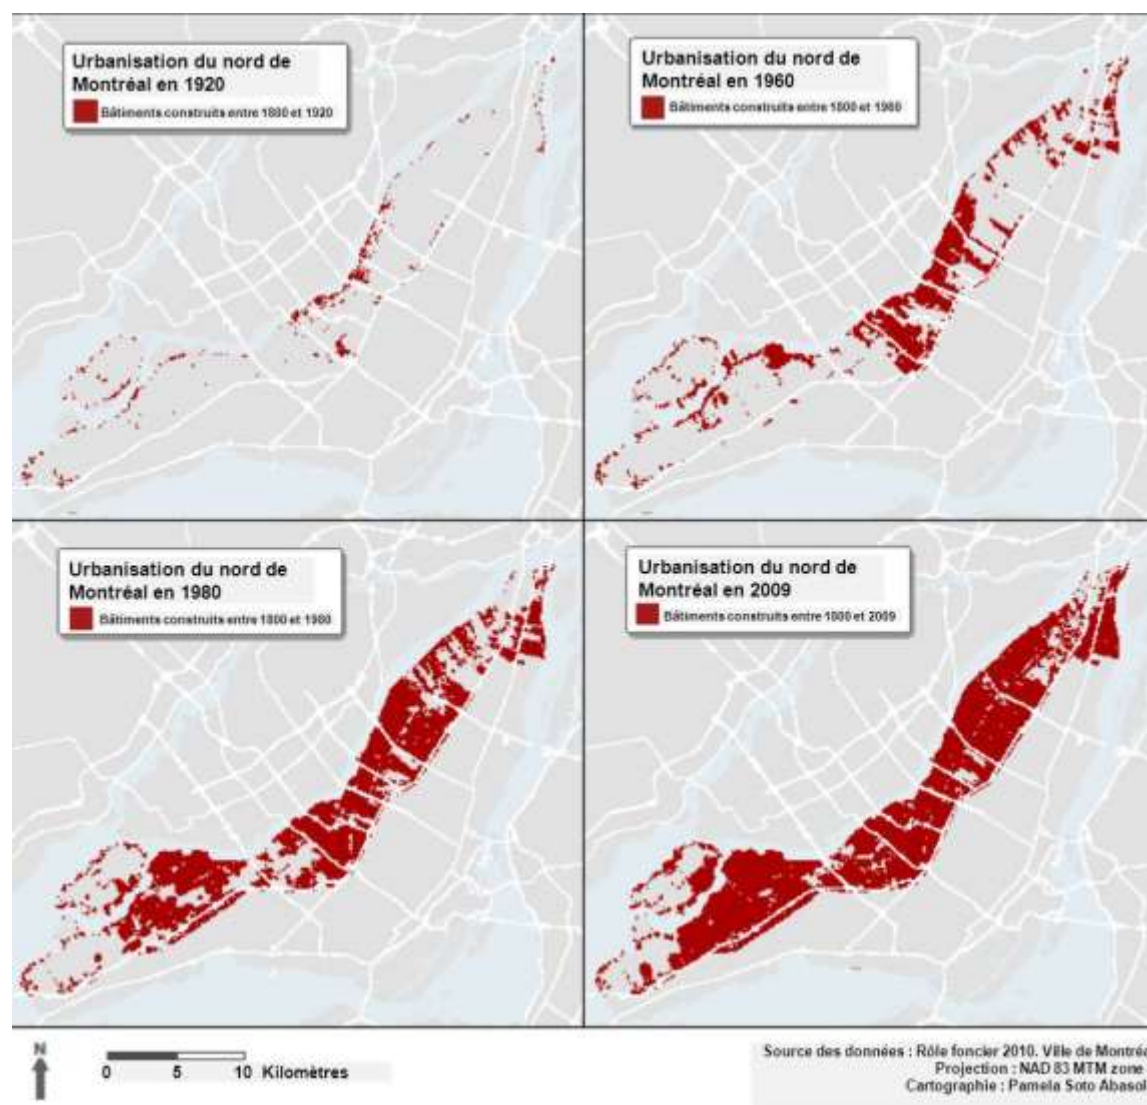 Urbanisation du nord de
Montréal en 1920
Bâtiments construits entre 1800 et 1920
Urbanisation du nord de
Montréal en 1960
Bâtiments construits entre 1800 et 1960
Urbanisation du nord de
Montréal en 1980
Bâtiments construits entre 1800 et 1980
Urbanisation du nord de
Montréal en 2009
Bâtiments construits entre 1800 et 2009
N
0 5 10 Kilomètres
Source des données : Rôle foncier 2010. Ville de Montréa
Projection : NAD 83 MTM zone
Cartographie : Pamela Soto Abasol